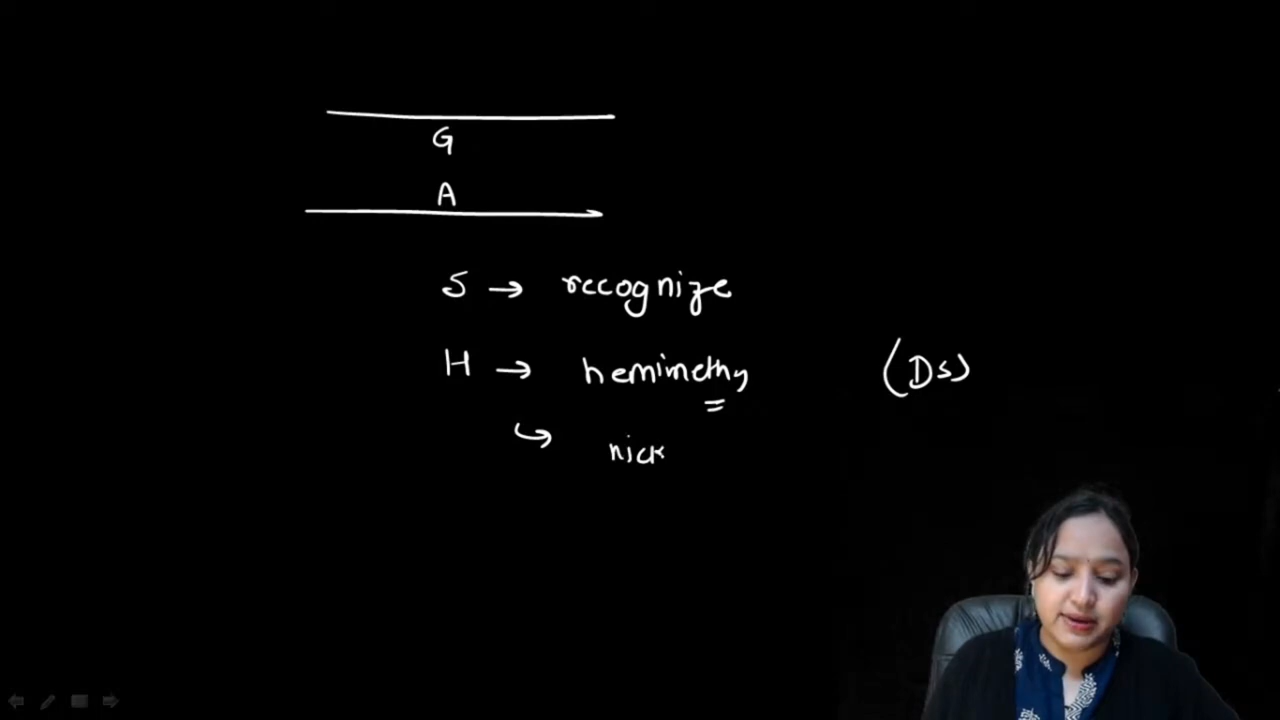 G
A
S → recognize
H → hemimethy (DS)
↳ nick